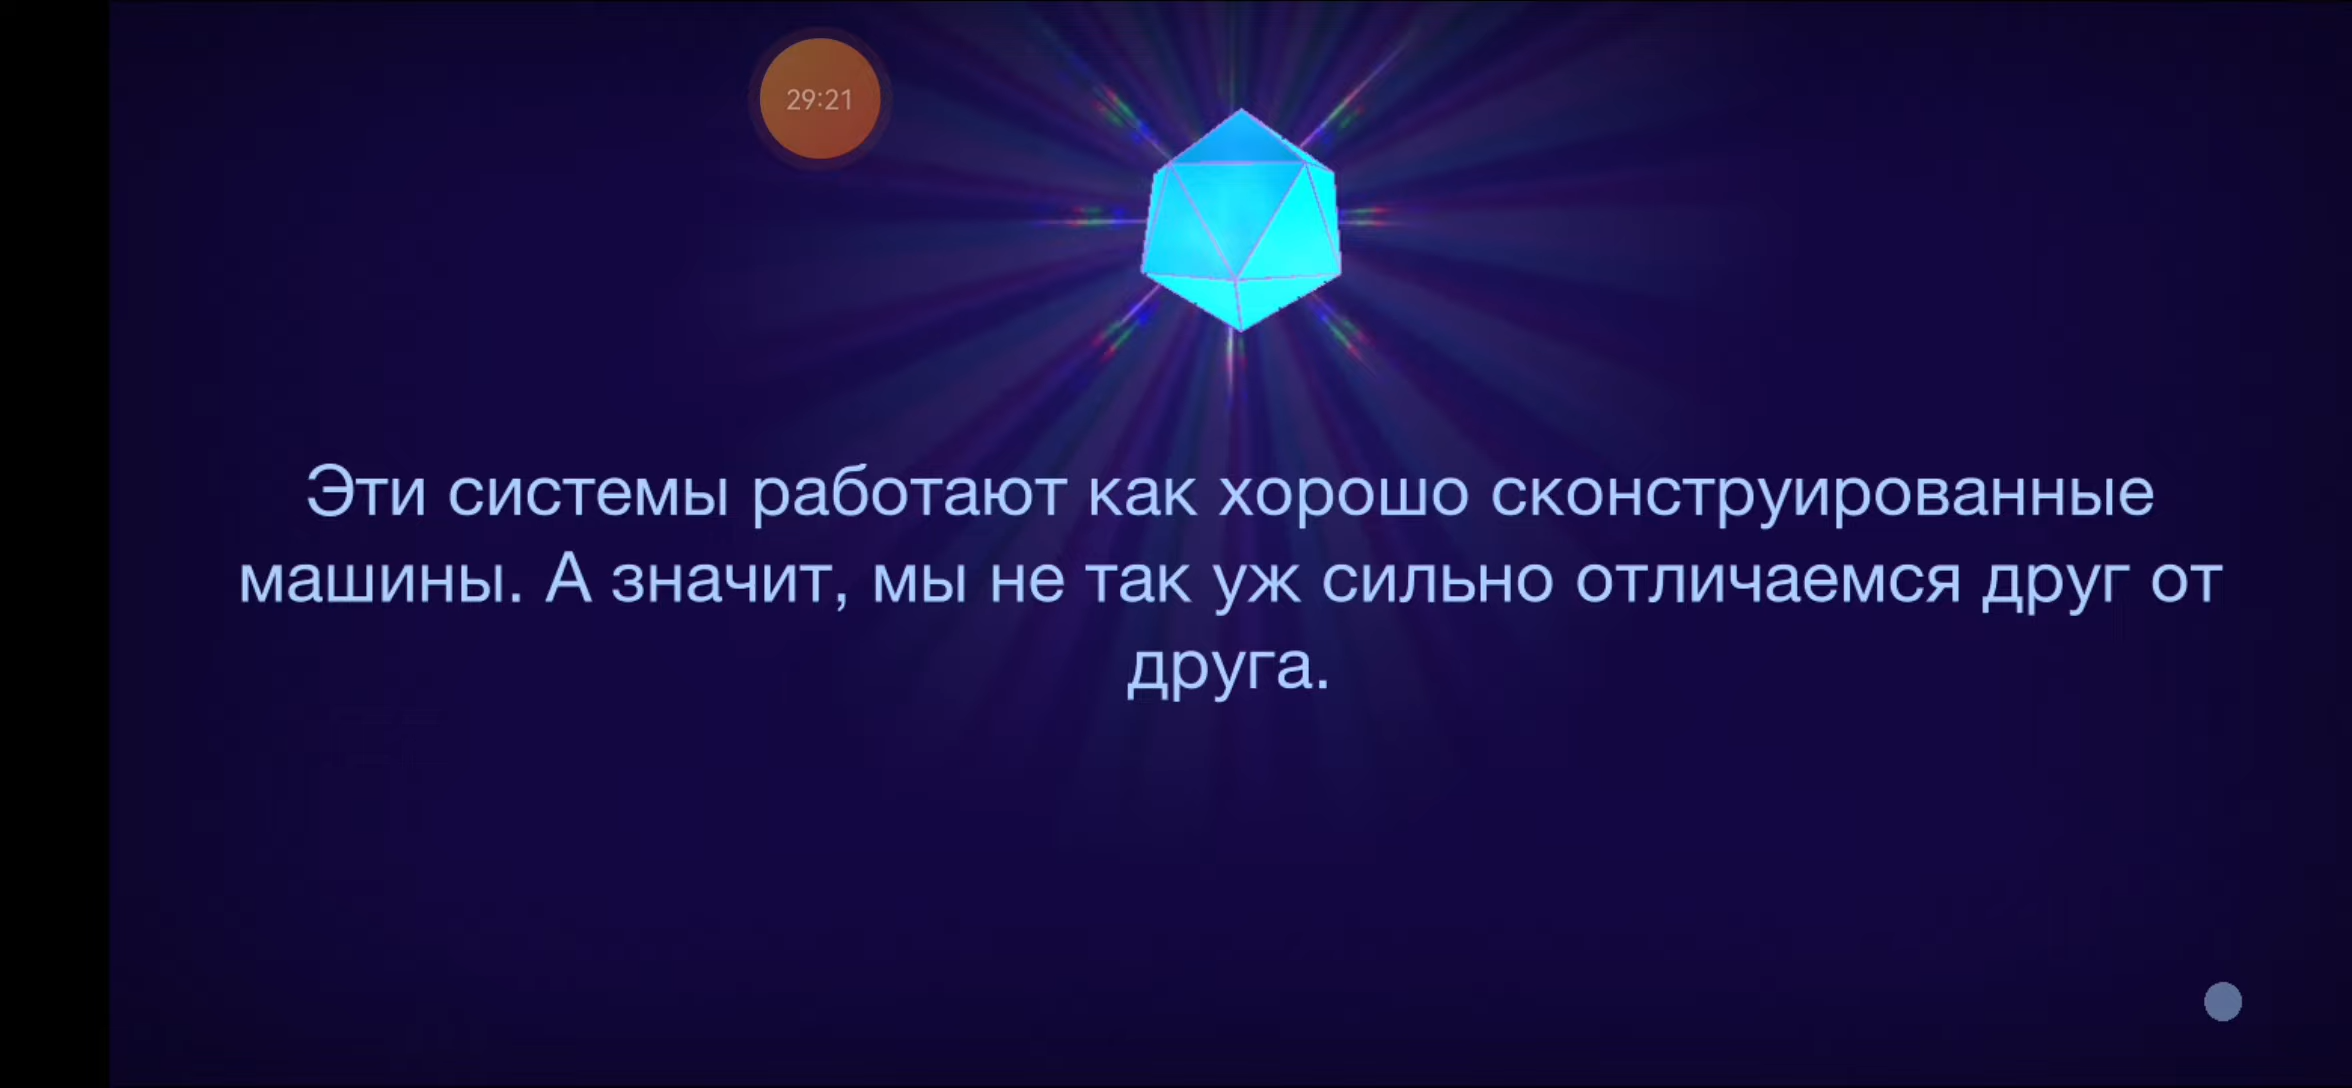 29:21
Эти системы работают как хорошо сконструированные
машины. А значит, мы не так уж сильно отличаемся друг от
друга.